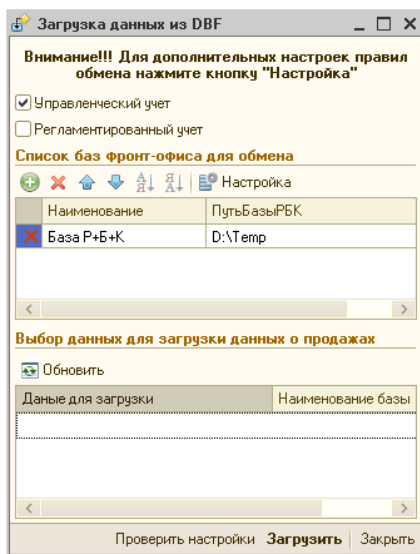 Загрузка данных из DBF
Внимание!!! Для дополнительных настроек правил
обмена нажмите кнопку "Настройка"
Управленческий учет
Регламентированный учет
Список баз фронт-офиса для обмена
Настройка
Наименование ПутьБазыРБК
База Р+Б+К D:\Temp
Выбор данных для загрузки данных о продажах
Обновить
Даные для загрузки Наименование базы
Проверить настройки Загрузить Закрыть